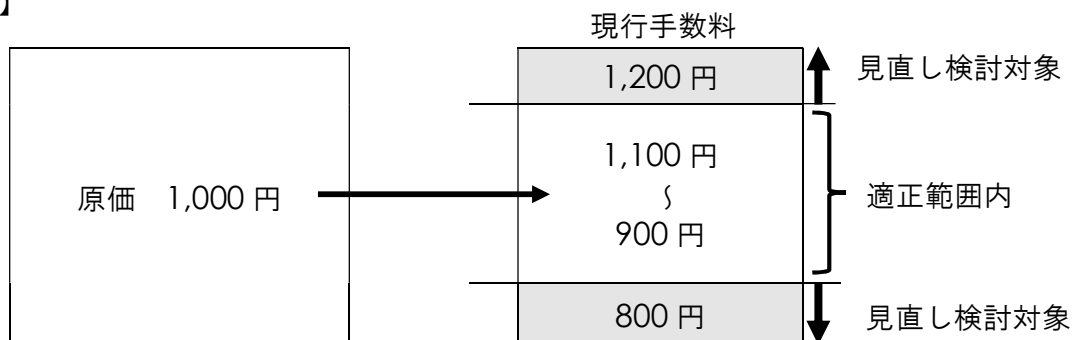 】
現行手数料
1,200 円
見直し検討対象
1,100 円
原価 1,000 円
～
適正範囲内
900 円
800 円
見直し検討対象